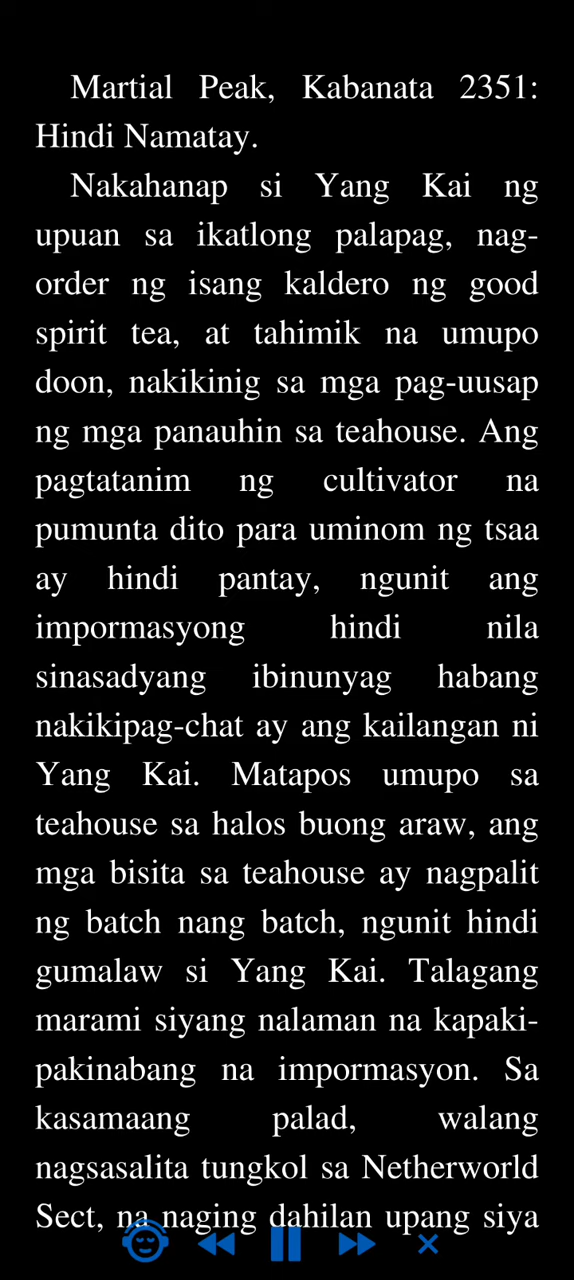 Martial Peak, Kabanata 2351:
Hindi Namatay.
Nakahanap si Yang Kai ng
upuan sa ikatlong palapag, nag-
order ng isang kaldero ng good
spirit tea, at tahimik na umupo
doon, nakikinig sa mga pag-uusap
ng mga panauhin sa teahouse. Ang
pagtatanim ng cultivator na
pumunta dito para uminom ng tsaa
ay hindi pantay, ngunit ang
impormasyong hindi nila
sinasadyang ibinunyag habang
nakikipag-chat ay ang kailangan ni
Yang Kai. Matapos umupo sa
teahouse sa halos buong araw, ang
mga bisita sa teahouse ay nagpalit
ng batch nang batch, ngunit hindi
gumalaw si Yang Kai. Talagang
marami siyang nalaman na kapaki-
pakinabang na impormasyon. Sa
kasamaang palad, walang
nagsasalita tungkol sa Netherworld
Sect, na naging dahilan upang siya